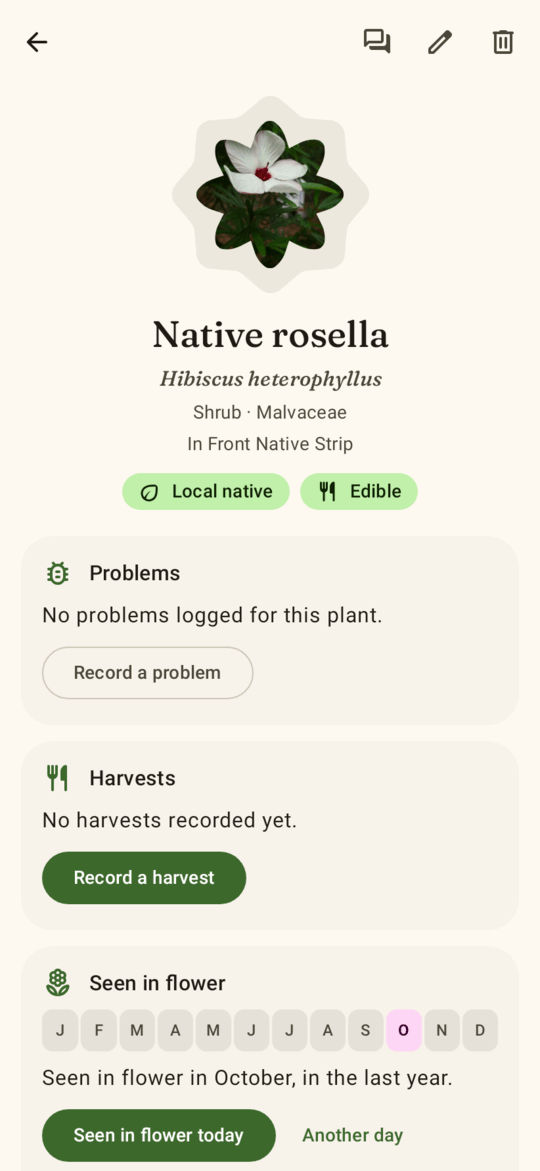 Native rosella
Hibiscus heterophyllus
Shrub · Malvaceae
In Front Native Strip
Local native
Edible
Problems
No problems logged for this plant.
Record a problem
Harvests
No harvests recorded yet.
Record a harvest
Seen in flower
J F M A M J J A S O N D
Seen in flower in October, in the last year.
Seen in flower today
Another day